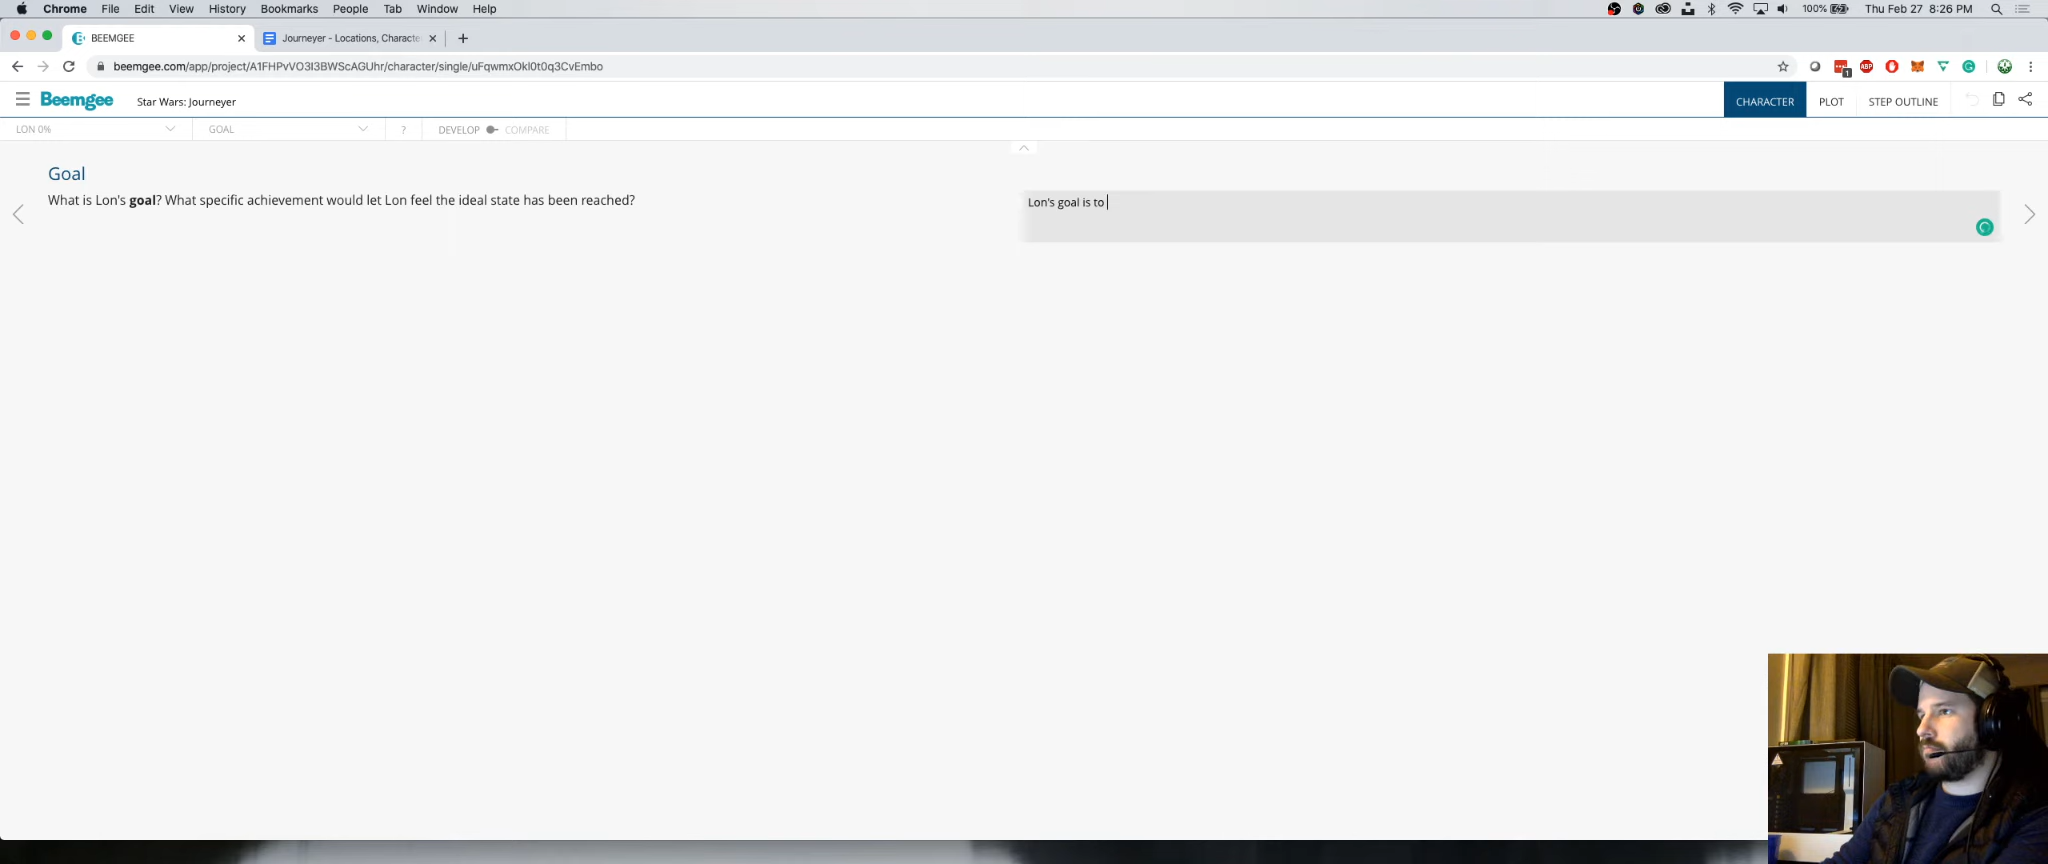 Chrome File Edit View History Bookmarks People Tab Window Help 100% Thu Feb 27 8:26 PM
BEEMGEE Journeyer - Locations, Characte
beemgee.com/app/project/A1FHPvVO3I3BWScAGUhr/character/single/uFqwmxOkl0t0q3CvEmbo ABP 1
Beemgee Star Wars: Journeyer CHARACTER PLOT STEP OUTLINE
LON 0% GOAL ? DEVELOP COMPARE
Goal
What is Lon's goal? What specific achievement would let Lon feel the ideal state has been reached?
Lon's goal is to